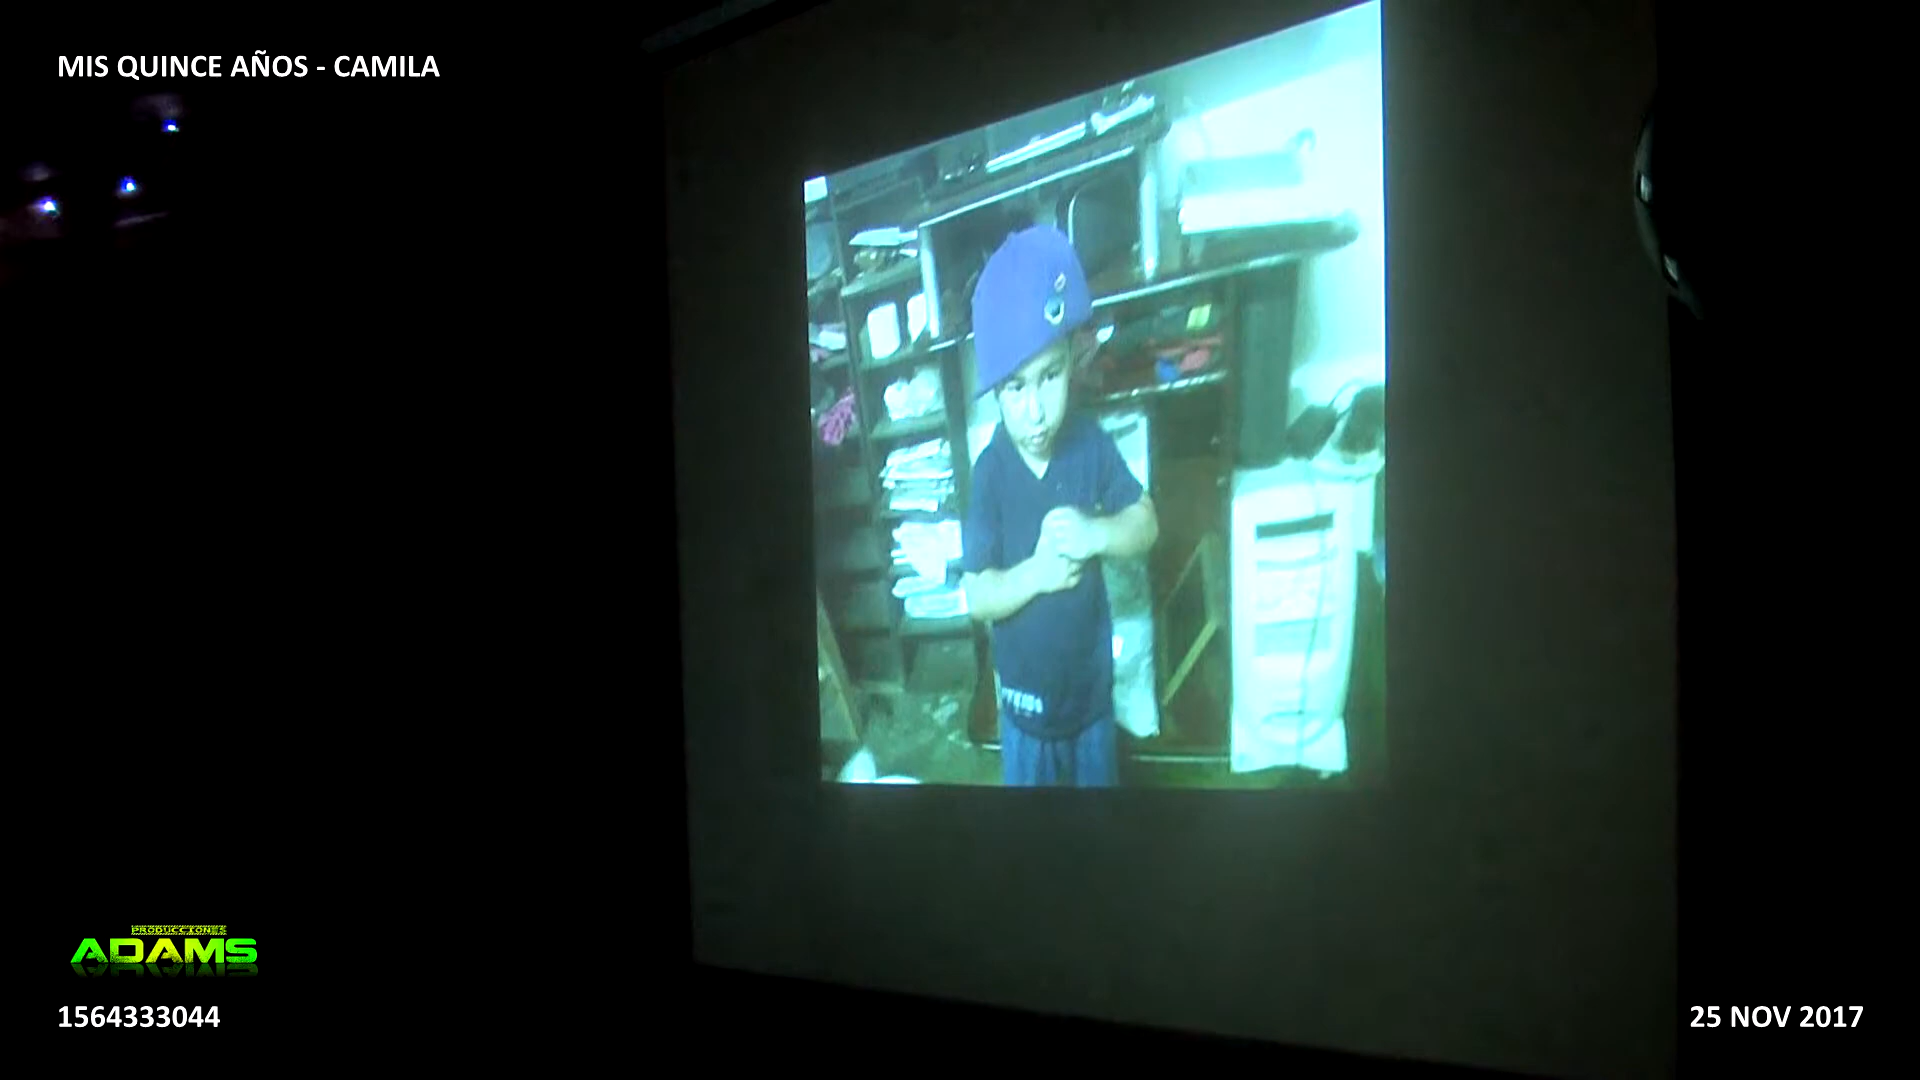 MIS QUINCE AÑOS - CAMILA
PRODUCCIONES
ADAMS
1564333044
25 NOV 2017